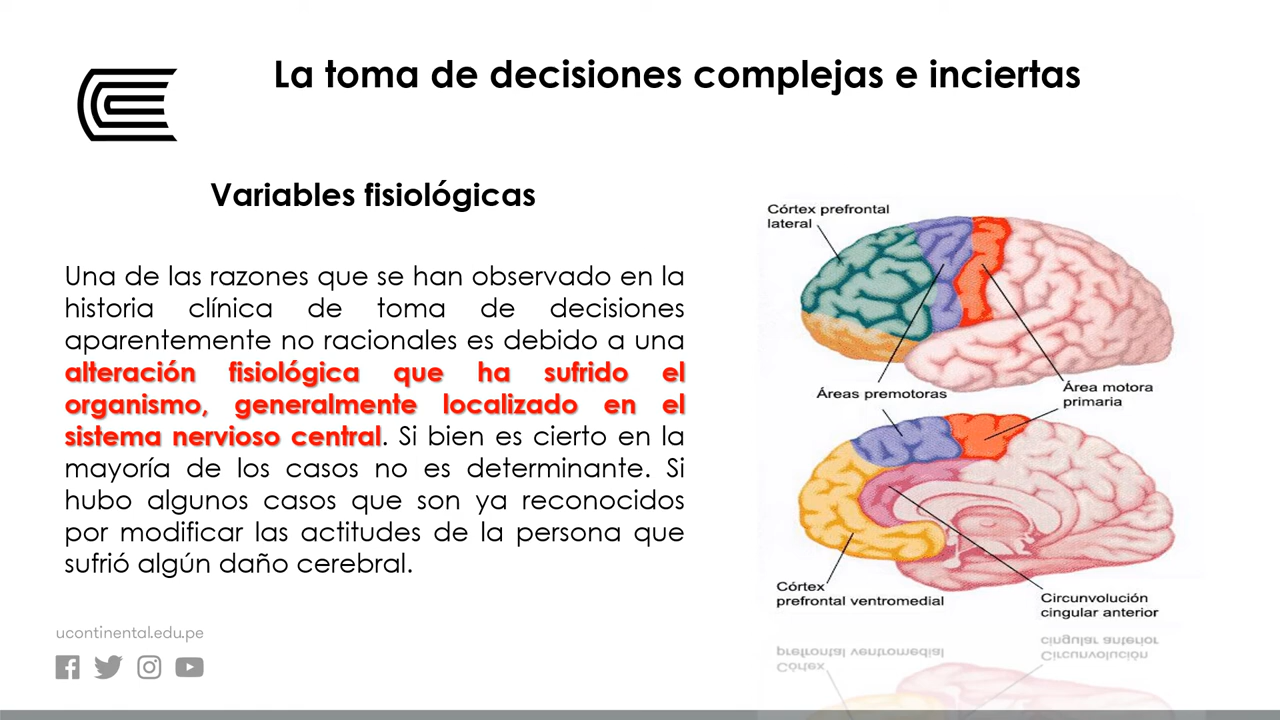 La toma de decisiones complejas e inciertas
Variables fisiológicas
Una de las razones que se han observado en la
historia clínica de toma de decisiones
aparentemente no racionales es debido a una
alteración fisiológica que ha sufrido el
organismo, generalmente localizado en el
sistema nervioso central. Si bien es cierto en la
mayoría de los casos no es determinante. Si
hubo algunos casos que son ya reconocidos
por modificar las actitudes de la persona que
sufrió algún daño cerebral.
ucontinental.edu.pe
Córtex prefrontal
lateral
Áreas premotoras
Área motora
primaria
Córtex
prefrontal ventromedial
Circunvolución
cingular anterior